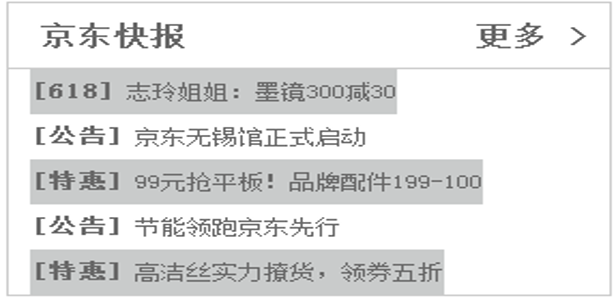 京东快报 更多 >
[618] 志玲姐姐：墨镜300减30
[公告] 京东无锡馆正式启动
[特惠] 99元抢平板！品牌配件199-100
[公告] 节能领跑京东先行
[特惠] 高洁丝实力撩货，领券五折